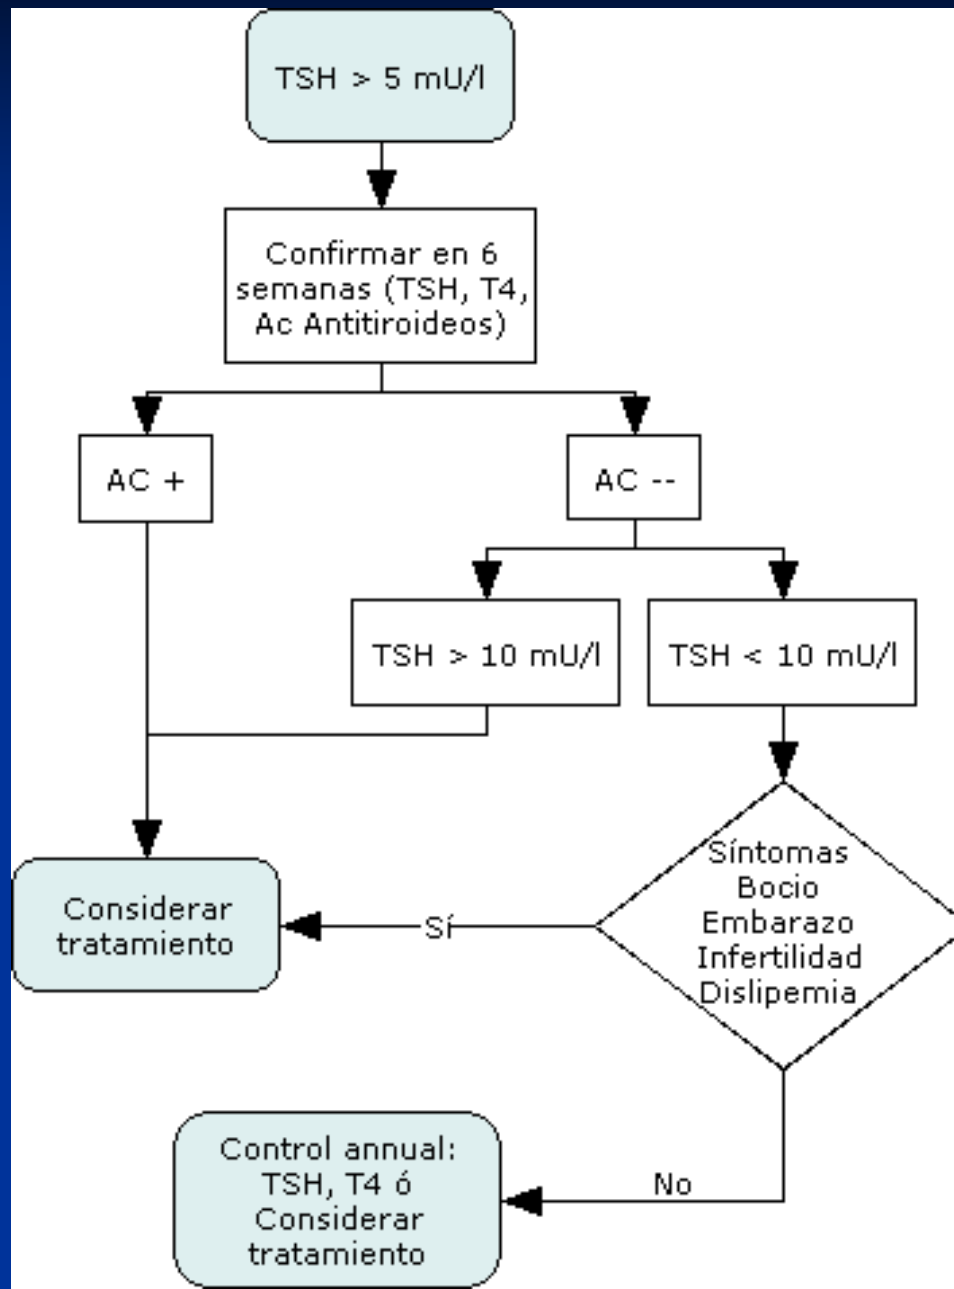 TSH > 5 mU/l
Confirmar en 6
semanas (TSH, T4,
Ac Antitiroideos)
AC +
AC --
TSH > 10 mU/l
TSH < 10 mU/l
Síntomas
Bocio
Embarazo
Infertilidad
Dislipemia
Sí
Considerar
tratamiento
No
Control annual:
TSH, T4 ó
Considerar
tratamiento